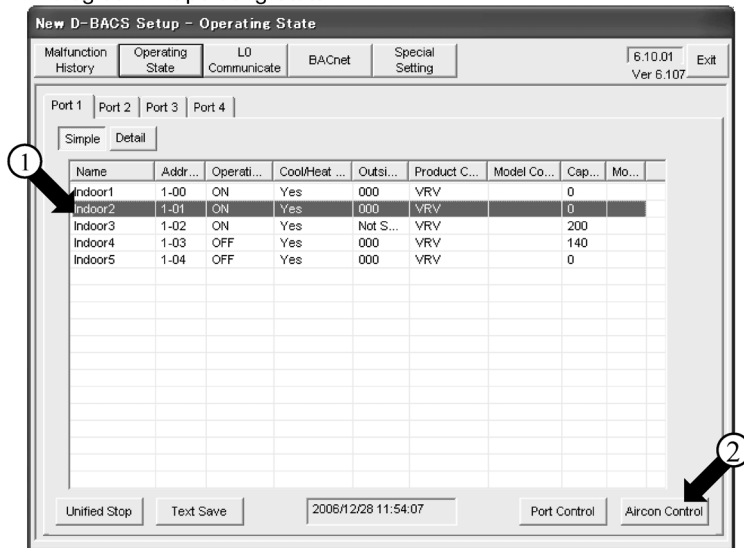 New D-BACS Setup - Operating State
Malfunction History
Operating State
L0 Communicate
BACnet
Special Setting
6.10.01
Ver 6.107
Exit
Port 1 Port 2 Port 3 Port 4
Simple Detail
1
Name Addr... Operati... Cool/Heat ... Outsi... Product C... Model Co... Cap... Mo...
Indoor1 1-00 ON Yes 000 VRV 0
Indoor2 1-01 ON Yes 000 VRV 0
Indoor3 1-02 ON Yes Not S... VRV 200
Indoor4 1-03 OFF Yes 000 VRV 140
Indoor5 1-04 OFF Yes 000 VRV 0
2
Unified Stop Text Save 2006/12/28 11:54:07 Port Control Aircon Control